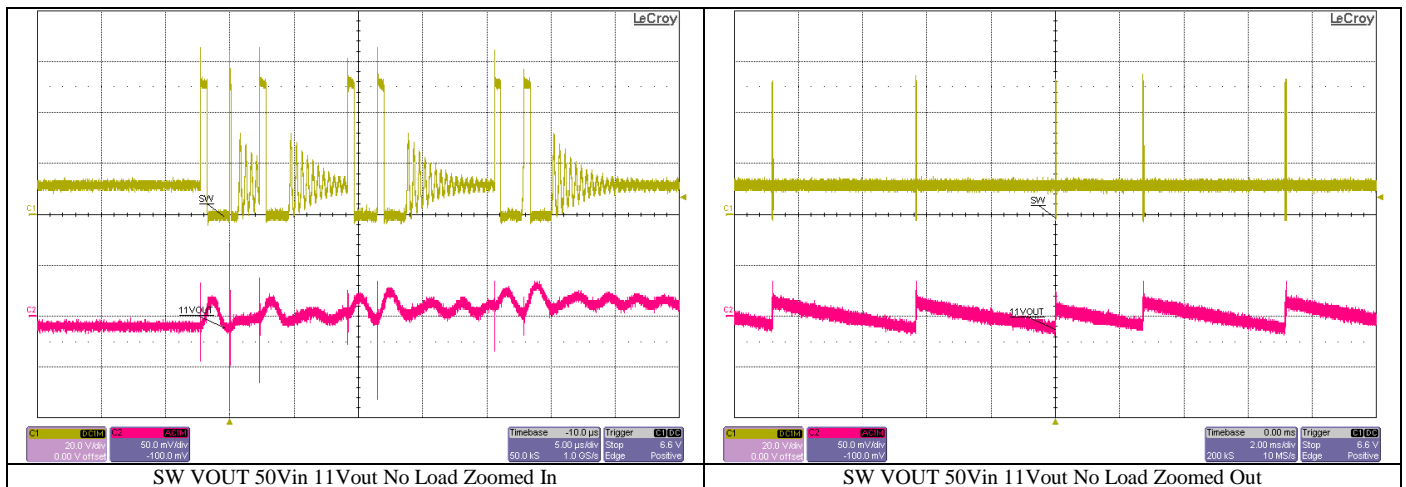 LeCroy
C1
SW
C2
11VOUT
C1 DC1M
20.0 V/div
0.00 V offset
C2 AC1M
50.0 mV/div
-100.0 mV
Timebase -10.0 µs
5.00 µs/div
50.0 kS 1.0 GS/s
Trigger C1 DC
Stop 6.6 V
Edge Positive
SW VOUT 50Vin 11Vout No Load Zoomed In
LeCroy
C1
SW
C2
11VOUT
C1 DC1M
20.0 V/div
0.00 V offset
C2 AC1M
50.0 mV/div
-100.0 mV
Timebase 0.00 ms
2.00 ms/div
200 kS 10 MS/s
Trigger C1 DC
Stop 6.6 V
Edge Positive
SW VOUT 50Vin 11Vout No Load Zoomed Out